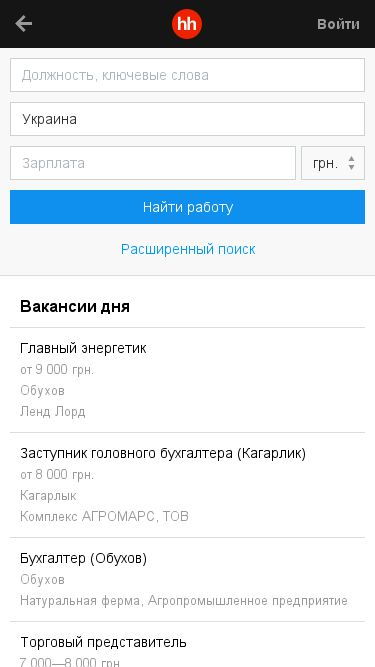 hh
Войти
Должность, ключевые слова
Украина
Зарплата
грн.
Найти работу
Расширенный поиск
Вакансии дня
Главный энергетик
от 9 000 грн.
Обухов
Ленд Лорд
Заступник головного бухгалтера (Кагарлик)
от 8 000 грн.
Кагарлык
Комплекс АГРОМАРС, ТОВ
Бухгалтер (Обухов)
Обухов
Натуральная ферма, Агропромышленное предприятие
Торговый представитель
7 000—8 000 грн.